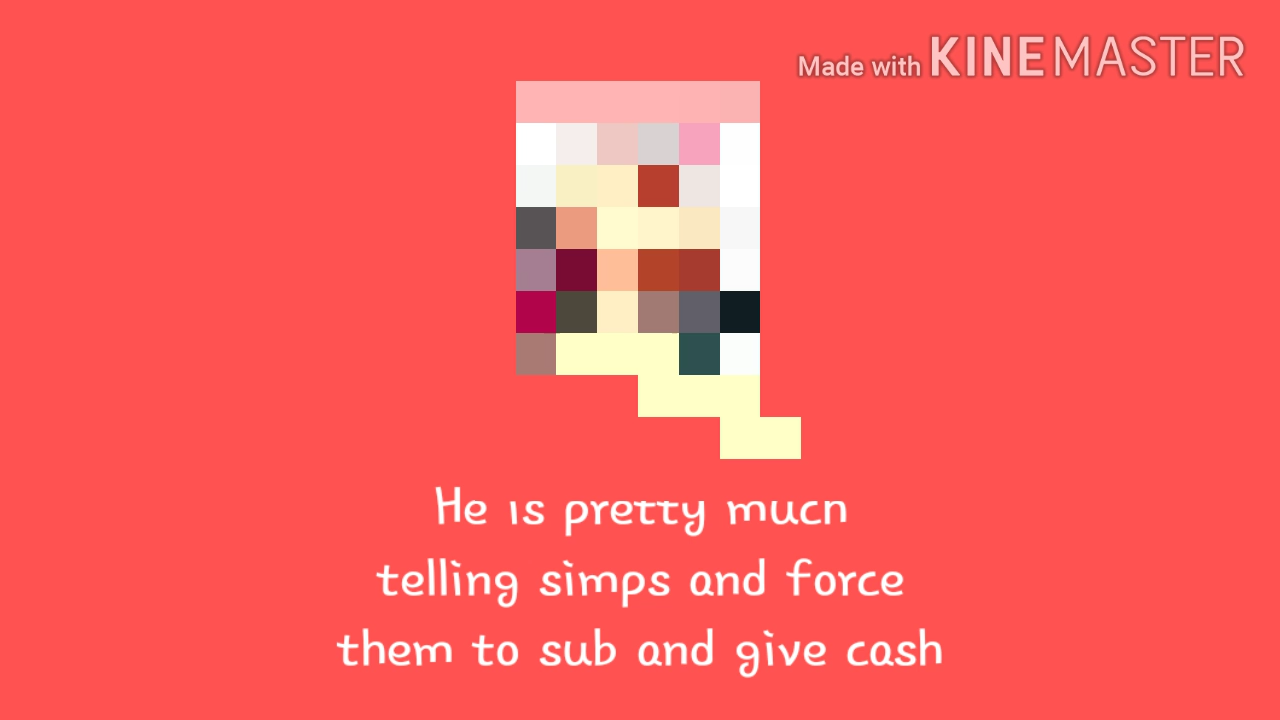 Made with KINEMASTER
He is pretty mucn
telling simps and force
them to sub and give cash